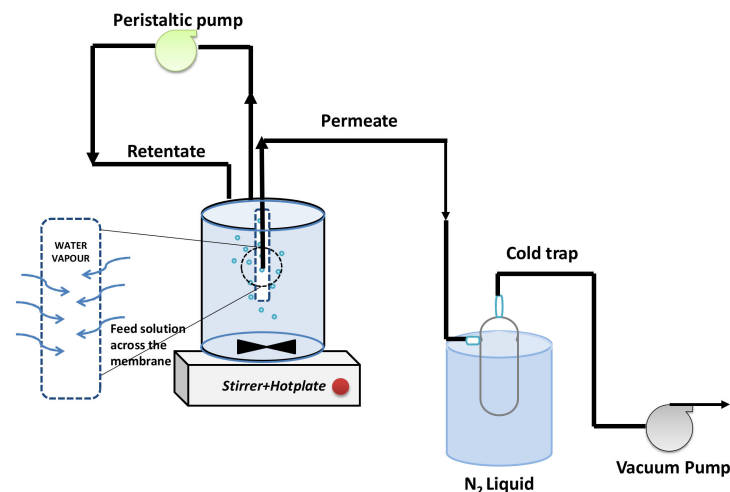 Peristaltic pump
Permeate
Retentate
WATER
VAPOUR
Cold trap
Feed solution
across the
membrane
Stirrer+Hotplate
Vacuum Pump
N₂ Liquid